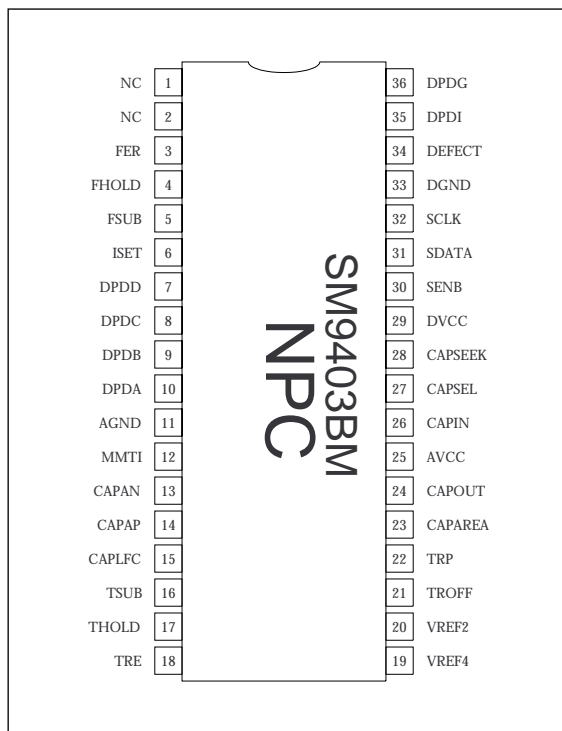 NC 1 36 DPDG
NC 2 35 DPDI
FER 3 34 DEFECT
FHOLD 4 33 DGND
FSUB 5 32 SCLK
ISET 6 31 SDATA
DPDD 7 30 SENB
DPDC 8 29 DVCC
DPDB 9 28 CAPSEEK
DPDA 10 27 CAPSEL
AGND 11 26 CAPIN
MMTI 12 25 AVCC
CAPAN 13 24 CAPOUT
CAPAP 14 23 CAPAREA
CAPLFC 15 22 TRP
TSUB 16 21 TROFF
THOLD 17 20 VREF2
TRE 18 19 VREF4
SM9403BM
NPC